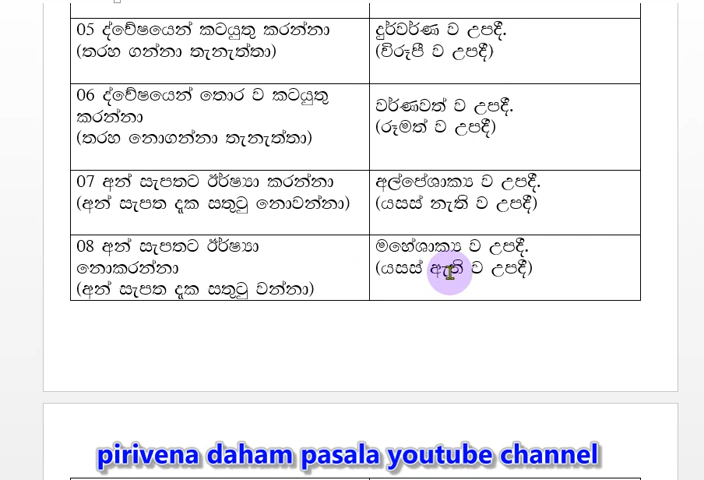 05 ද්වේෂයෙන් කටයුතු කරන්නා
(තරහ ගන්නා තැනැත්තා)
දුර්වර්ණ ව උපදී.
(විරූපී ව උපදී)
06 ද්වේෂයෙන් තොර ව කටයුතු
කරන්නා
(තරහ නොගන්නා තැනැත්තා)
වර්ණවත් ව උපදී.
(රූමත් ව උපදී)
07 අන් සැපතට ඊර්ෂ්‍යා කරන්නා
(අන් සැපත දැක සතුටු නොවන්නා)
අල්පේශාක්‍ය ව උපදී.
(යසස් නැති ව උපදී)
08 අන් සැපතට ඊර්ෂ්‍යා
නොකරන්නා
(අන් සැපත දැක සතුටු වන්නා)
මහේශාක්‍ය ව උපදී.
(යසස් ඇති ව උපදී)
pirivena daham pasala youtube channel